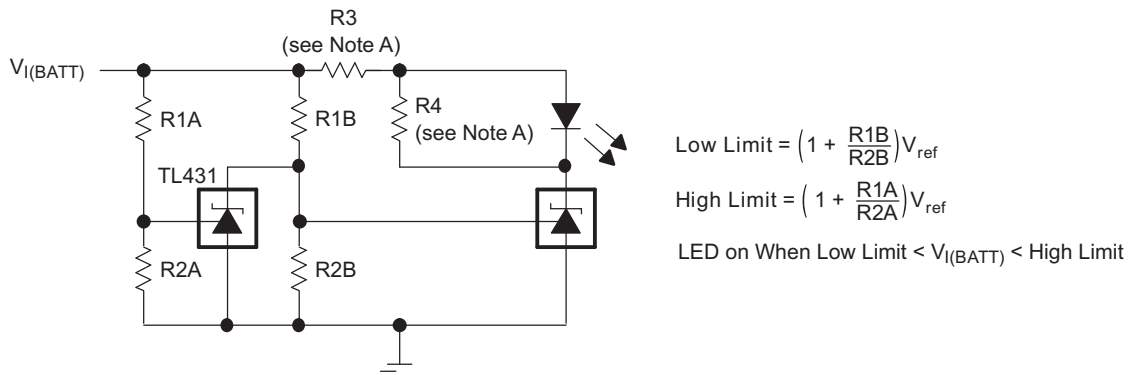 R3
(see Note A)
V_I(BATT)
R1A
R1B
R4
(see Note A)
TL431
R2A
R2B
Low Limit = (1 + R1B/R2B)V_ref
High Limit = (1 + R1A/R2A)V_ref
LED on When Low Limit < V_I(BATT) < High Limit